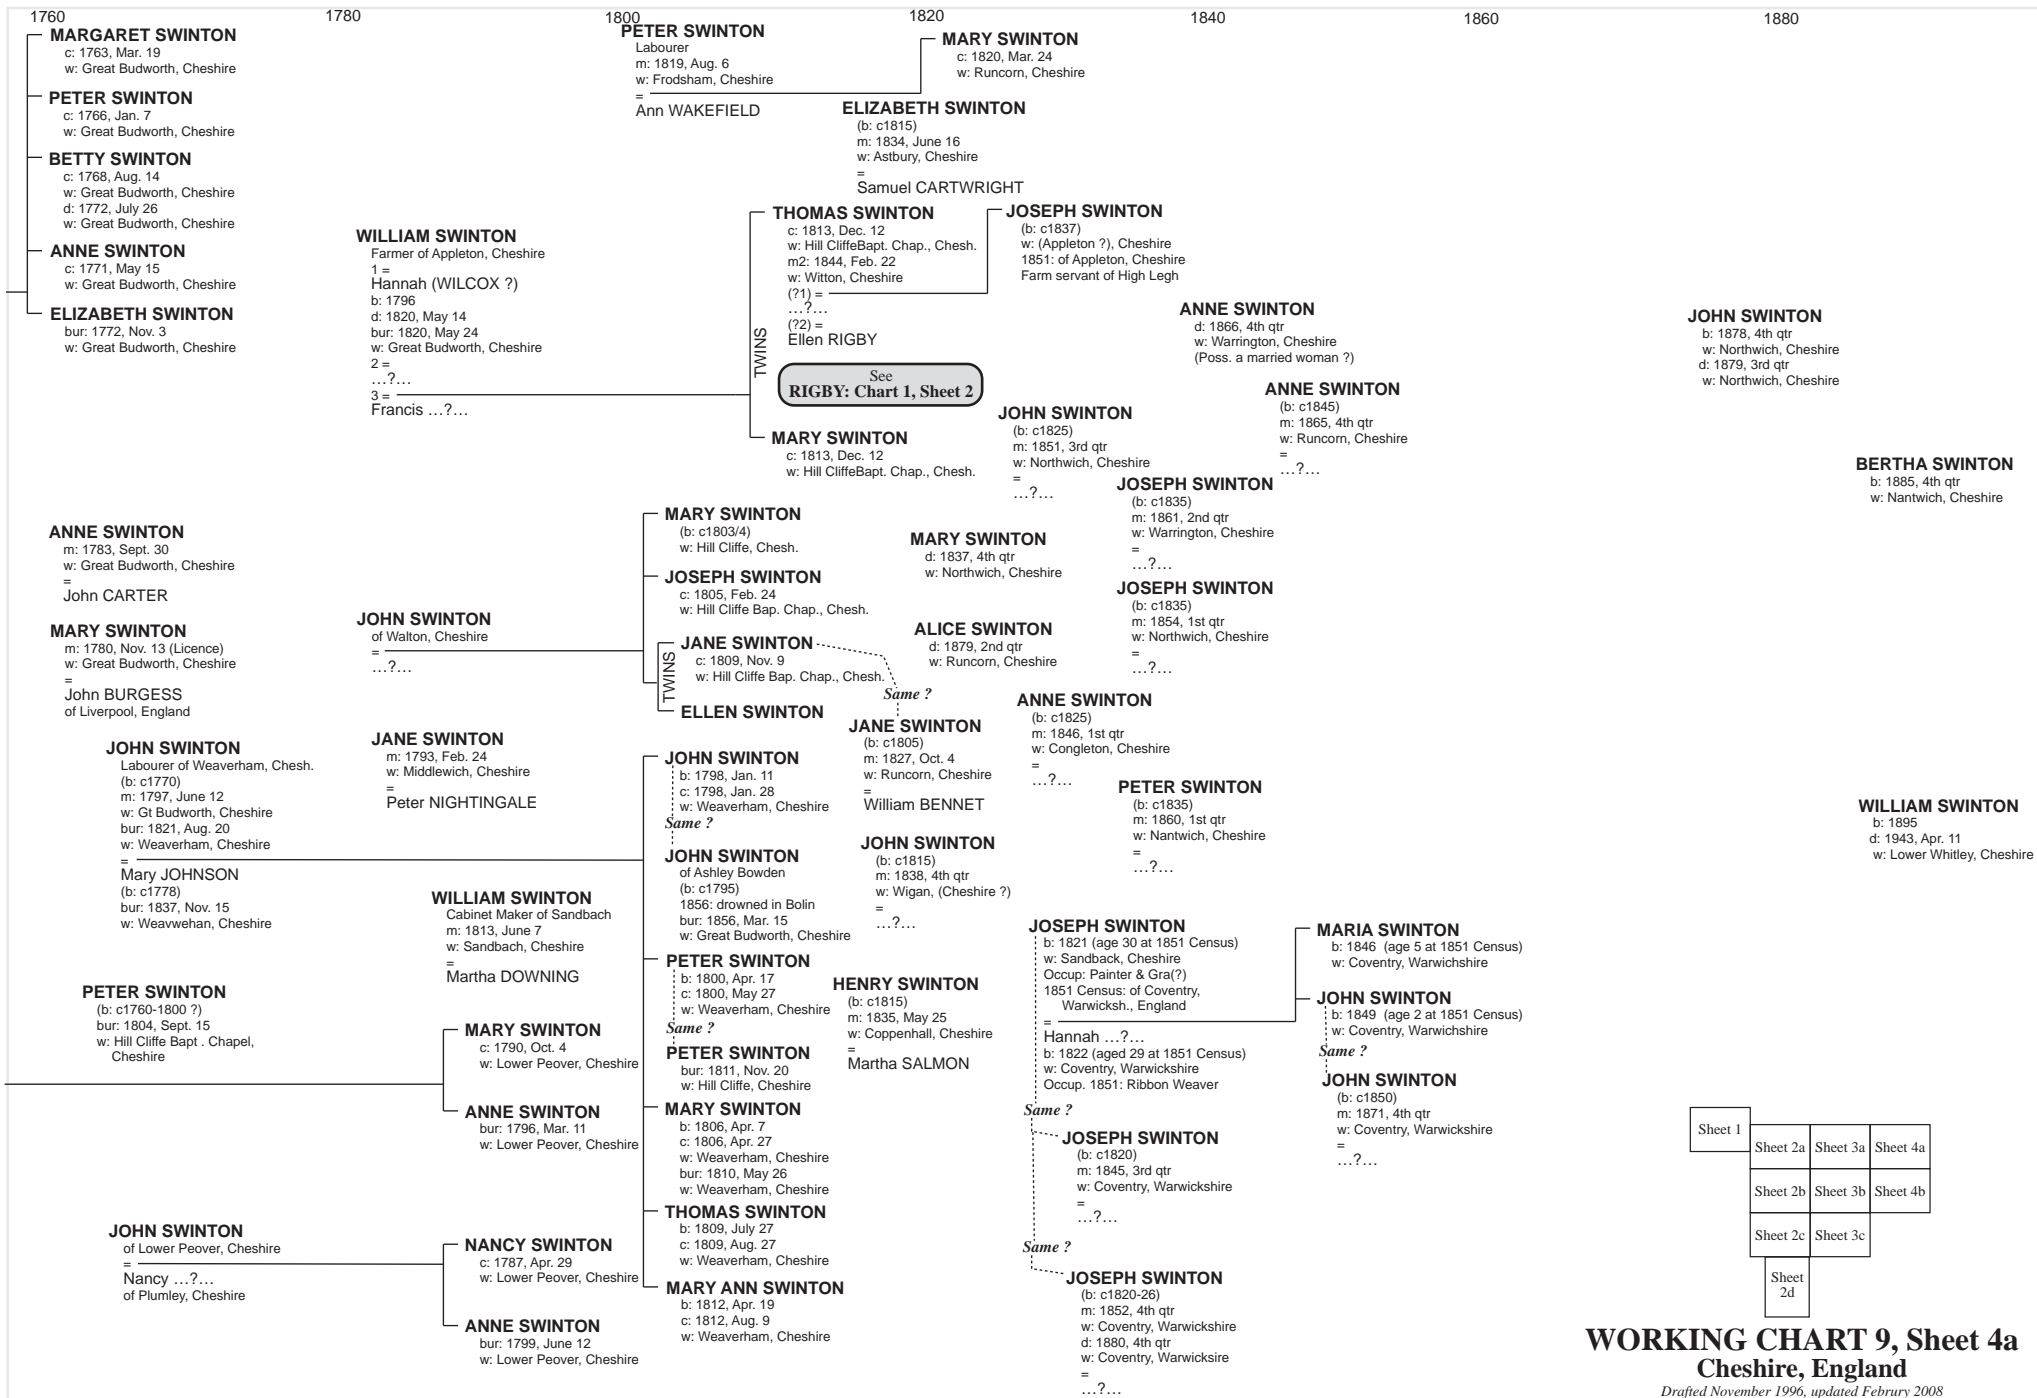 1760
1780
1800
1820
1840
1860
1880
MARGARET SWINTON
c: 1763, Mar. 19
w: Great Budworth, Cheshire
PETER SWINTON
c: 1766, Jan. 7
w: Great Budworth, Cheshire
BETTY SWINTON
c: 1768, Aug. 14
w: Great Budworth, Cheshire
d: 1772, July 26
w: Great Budworth, Cheshire
ANNE SWINTON
c: 1771, May 15
w: Great Budworth, Cheshire
ELIZABETH SWINTON
bur: 1772, Nov. 3
w: Great Budworth, Cheshire
ANNE SWINTON
m: 1783, Sept. 30
w: Great Budworth, Cheshire
=
John CARTER
MARY SWINTON
m: 1780, Nov. 13 (Licence)
w: Great Budworth, Cheshire
=
John BURGESS
of Liverpool, England
JOHN SWINTON
Labourer of Weaverham, Chesh.
(b: c1770)
m: 1797, June 12
w: Gt Budworth, Cheshire
bur: 1821, Aug. 20
w: Weaverham, Cheshire
=
Mary JOHNSON
(b: c1778)
bur: 1837, Nov. 15
w: Weavwehan, Cheshire
PETER SWINTON
(b: c1760-1800 ?)
bur: 1804, Sept. 15
w: Hill Cliffe Bapt . Chapel,
Cheshire
JOHN SWINTON
of Lower Peover, Cheshire
=
Nancy …?…
of Plumley, Cheshire
WILLIAM SWINTON
Farmer of Appleton, Cheshire
1 =
Hannah (WILCOX ?)
b: 1796
d: 1820, May 14
bur: 1820, May 24
w: Great Budworth, Cheshire
2 =
…?…
3 =
Francis …?…
JOHN SWINTON
of Walton, Cheshire
=
…?…
JANE SWINTON
m: 1793, Feb. 24
w: Middlewich, Cheshire
=
Peter NIGHTINGALE
WILLIAM SWINTON
Cabinet Maker of Sandbach
m: 1813, June 7
w: Sandbach, Cheshire
=
Martha DOWNING
MARY SWINTON
c: 1790, Oct. 4
w: Lower Peover, Cheshire
ANNE SWINTON
bur: 1796, Mar. 11
w: Lower Peover, Cheshire
NANCY SWINTON
c: 1787, Apr. 29
w: Lower Peover, Cheshire
ANNE SWINTON
bur: 1799, June 12
w: Lower Peover, Cheshire
PETER SWINTON
Labourer
m: 1819, Aug. 6
w: Frodsham, Cheshire
=
Ann WAKEFIELD
MARY SWINTON
c: 1820, Mar. 24
w: Runcorn, Cheshire
ELIZABETH SWINTON
(b: c1815)
m: 1834, June 16
w: Astbury, Cheshire
=
Samuel CARTWRIGHT
TWINS
THOMAS SWINTON
c: 1813, Dec. 12
w: Hill CliffeBapt. Chap., Chesh.
m2: 1844, Feb. 22
w: Witton, Cheshire
(?1) =
…?…
(?2) =
Ellen RIGBY
See
RIGBY: Chart 1, Sheet 2
MARY SWINTON
c: 1813, Dec. 12
w: Hill CliffeBapt. Chap., Chesh.
JOSEPH SWINTON
(b: c1837)
w: (Appleton ?), Cheshire
1851: of Appleton, Cheshire
Farm servant of High Legh
MARY SWINTON
(b: c1803/4)
w: Hill Cliffe, Chesh.
JOSEPH SWINTON
c: 1805, Feb. 24
w: Hill Cliffe Bap. Chap., Chesh.
TWINS
JANE SWINTON
c: 1809, Nov. 9
w: Hill Cliffe Bap. Chap., Chesh.
ELLEN SWINTON
Same ?
JANE SWINTON
(b: c1805)
m: 1827, Oct. 4
w: Runcorn, Cheshire
=
William BENNET
JOHN SWINTON
b: 1798, Jan. 11
c: 1798, Jan. 28
w: Weaverham, Cheshire
Same ?
JOHN SWINTON
of Ashley Bowden
(b: c1795)
1856: drowned in Bolin
bur: 1856, Mar. 15
w: Great Budworth, Cheshire
PETER SWINTON
b: 1800, Apr. 17
c: 1800, May 27
w: Weaverham, Cheshire
Same ?
PETER SWINTON
bur: 1811, Nov. 20
w: Hill Cliffe, Cheshire
MARY SWINTON
b: 1806, Apr. 7
c: 1806, Apr. 27
w: Weaverham, Cheshire
bur: 1810, May 26
w: Weaverham, Cheshire
THOMAS SWINTON
b: 1809, July 27
c: 1809, Aug. 27
w: Weaverham, Cheshire
MARY ANN SWINTON
b: 1812, Apr. 19
c: 1812, Aug. 9
w: Weaverham, Cheshire
MARY SWINTON
d: 1837, 4th qtr
w: Northwich, Cheshire
ALICE SWINTON
d: 1879, 2nd qtr
w: Runcorn, Cheshire
JOHN SWINTON
(b: c1815)
m: 1838, 4th qtr
w: Wigan, (Cheshire ?)
=
…?…
HENRY SWINTON
(b: c1815)
m: 1835, May 25
w: Coppenhall, Cheshire
=
Martha SALMON
JOHN SWINTON
(b: c1825)
m: 1851, 3rd qtr
w: Northwich, Cheshire
=
…?…
ANNE SWINTON
d: 1866, 4th qtr
w: Warrington, Cheshire
(Poss. a married woman ?)
ANNE SWINTON
(b: c1845)
m: 1865, 4th qtr
w: Runcorn, Cheshire
=
…?…
JOSEPH SWINTON
(b: c1835)
m: 1861, 2nd qtr
w: Warrington, Cheshire
=
…?…
JOSEPH SWINTON
(b: c1835)
m: 1854, 1st qtr
w: Northwich, Cheshire
=
…?…
ANNE SWINTON
(b: c1825)
m: 1846, 1st qtr
w: Congleton, Cheshire
=
…?…
PETER SWINTON
(b: c1835)
m: 1860, 1st qtr
w: Nantwich, Cheshire
=
…?…
JOSEPH SWINTON
b: 1821 (age 30 at 1851 Census)
w: Sandback, Cheshire
Occup: Painter & Gra(?)
1851 Census: of Coventry,
Warwicksh., England
=
Hannah …?…
b: 1822 (aged 29 at 1851 Census)
w: Coventry, Warwickshire
Occup. 1851: Ribbon Weaver
Same ?
JOSEPH SWINTON
(b: c1820)
m: 1845, 3rd qtr
w: Coventry, Warwickshire
=
…?…
Same ?
JOSEPH SWINTON
(b: c1820-26)
m: 1852, 4th qtr
w: Coventry, Warwickshire
d: 1880, 4th qtr
w: Coventry, Warwicksire
=
…?…
MARIA SWINTON
b: 1846 (age 5 at 1851 Census)
w: Coventry, Warwichshire
JOHN SWINTON
b: 1849 (age 2 at 1851 Census)
w: Coventry, Warwichshire
Same ?
JOHN SWINTON
(b: c1850)
m: 1871, 4th qtr
w: Coventry, Warwickshire
=
…?…
JOHN SWINTON
b: 1878, 4th qtr
w: Northwich, Cheshire
d: 1879, 3rd qtr
w: Northwich, Cheshire
BERTHA SWINTON
b: 1885, 4th qtr
w: Nantwich, Cheshire
WILLIAM SWINTON
b: 1895
d: 1943, Apr. 11
w: Lower Whitley, Cheshire
Sheet 1
Sheet 2a
Sheet 3a
Sheet 4a
Sheet 2b
Sheet 3b
Sheet 4b
Sheet 2c
Sheet 3c
Sheet
2d
WORKING CHART 9, Sheet 4a
Cheshire, England
Drafted November 1996, updated Februry 2008